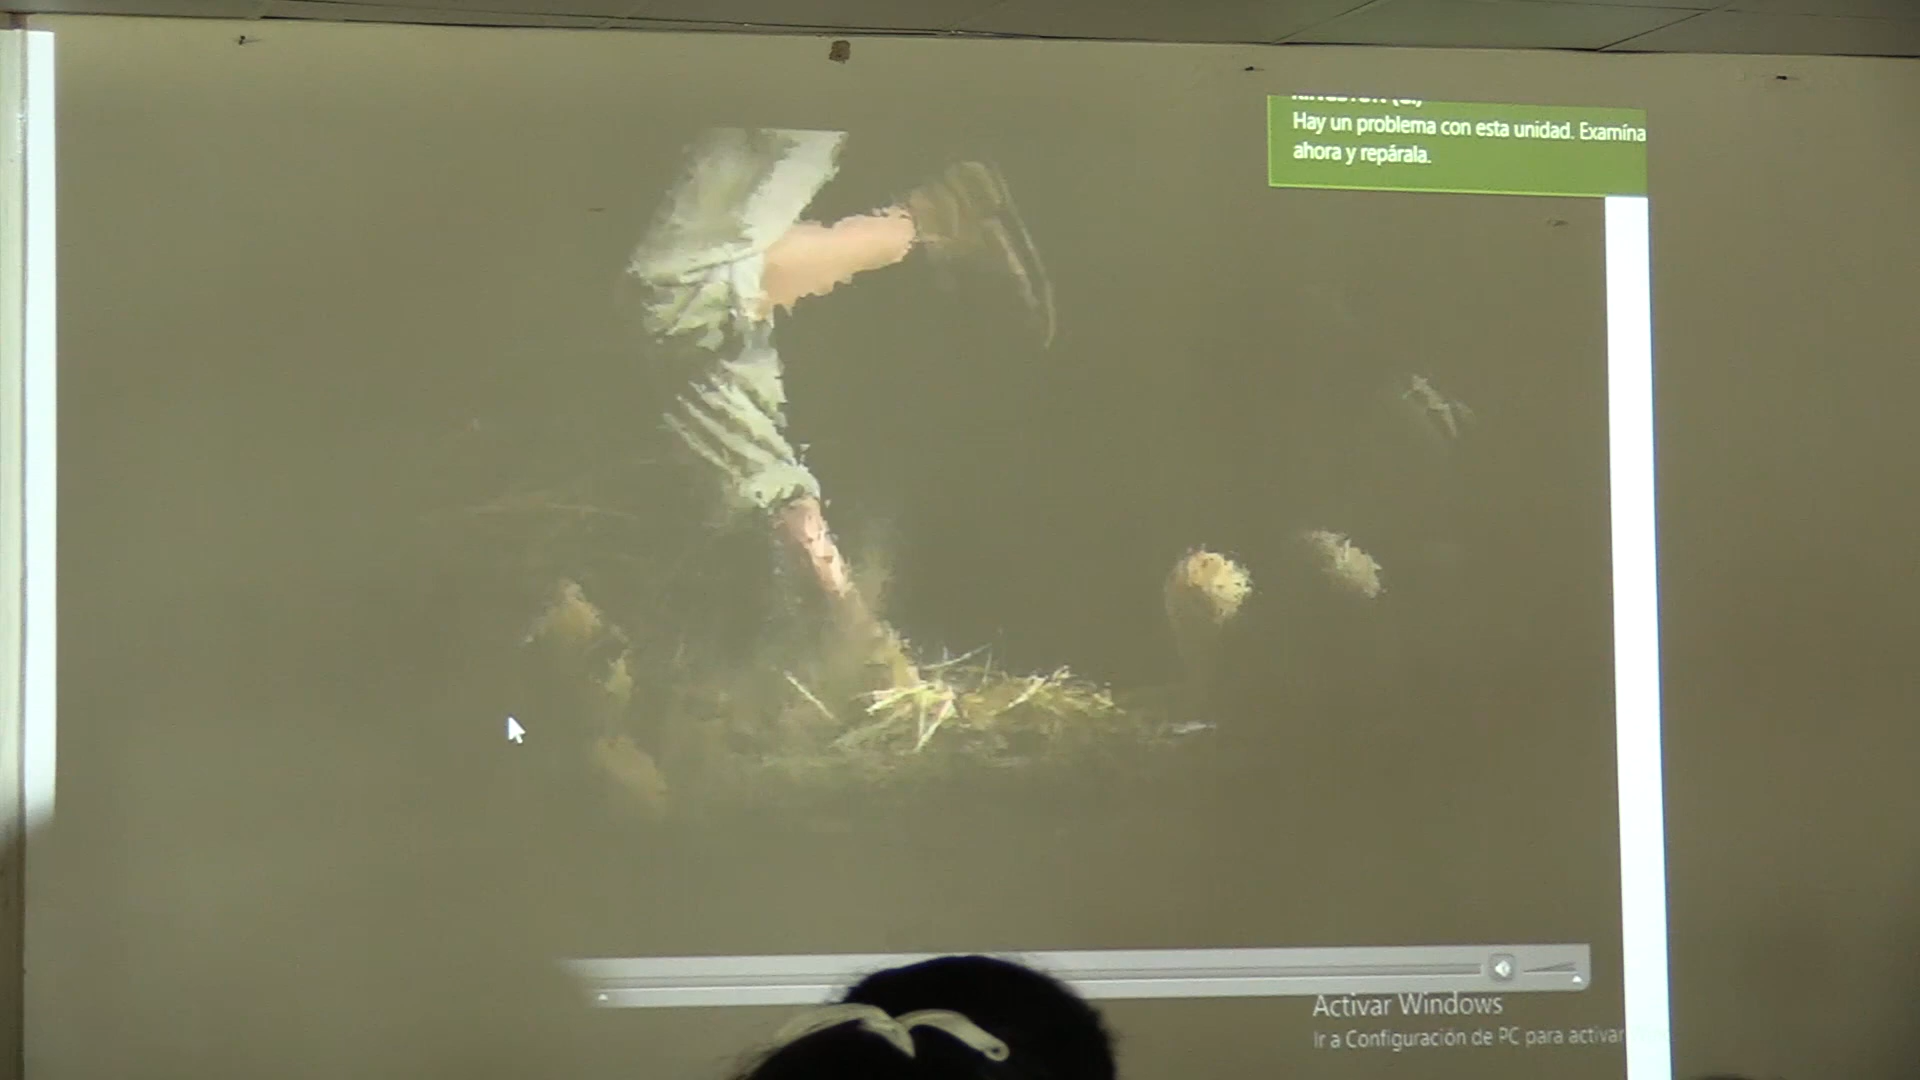 Hay un problema con esta unidad. Examína
ahora y repárala.
Activar Windows
Ir a Configuración de PC para activar